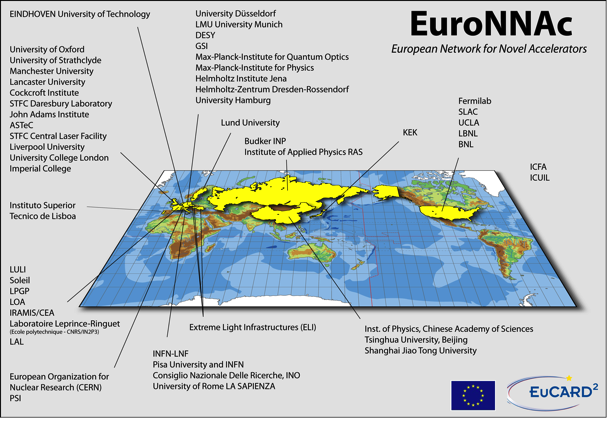 EuroNNAc
European Network for Novel Accelerators
EINDHOVEN University of Technology
University Düsseldorf
LMU University Munich
DESY
GSI
Max-Planck-Institute for Quantum Optics
Max-Planck-Institute for Physics
Helmholtz Institute Jena
Helmholtz-Zentrum Dresden-Rossendorf
University Hamburg
University of Oxford
University of Strathclyde
Manchester University
Lancaster University
Cockcroft Institute
STFC Daresbury Laboratory
John Adams Institute
ASTeC
STFC Central Laser Facility
Liverpool University
University College London
Imperial College
Lund University
Budker INP
Institute of Applied Physics RAS
KEK
Fermilab
SLAC
UCLA
LBNL
BNL
ICFA
ICUIL
Instituto Superior
Tecnico de Lisboa
LULI
Soleil
LPGP
LOA
IRAMIS/CEA
Laboratoire Leprince-Ringuet
(Ecole polytechnique - CNRS/IN2P3)
LAL
Extreme Light Infrastructures (ELI)
Inst. of Physics, Chinese Academy of Sciences
Tsinghua University, Beijing
Shanghai Jiao Tong University
INFN-LNF
Pisa University and INFN
Consiglio Nazionale Delle Ricerche, INO
University of Rome LA SAPIENZA
European Organization for
Nuclear Research (CERN)
PSI
EuCARD²